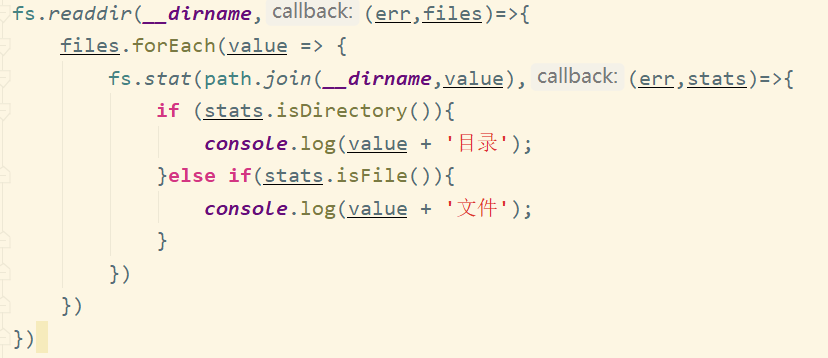 fs.readdir(__dirname, callback: (err,files)=>{
    files.forEach(value => {
        fs.stat(path.join(__dirname,value), callback: (err,stats)=>{
            if (stats.isDirectory()){
                console.log(value + '目录');
            }else if(stats.isFile()){
                console.log(value + '文件');
            }
        })
    })
})